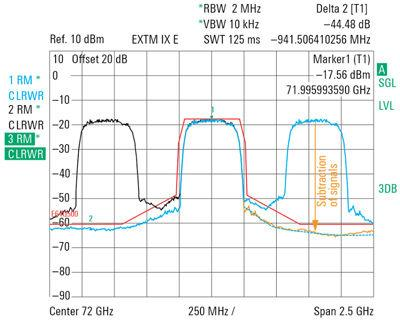 *RBW 2 MHz Delta 2 [T1]
*VBW 10 kHz –44.48 dB
Ref. 10 dBm EXTM IX E SWT 125 ms –941.506410256 MHz
10 Offset 20 dB Marker1 (T1)
–17.56 dBm
71.995993590 GHz
A
SGL
LVL
3DB
1 RM *
CLRWR
2 RM *
CLRWR
3 RM *
CLRWR
0
–10
–20
–30
–40
–50
–60
–70
–80
–90
1
2
Subtraction
of signals
Center 72 GHz 250 MHz / Span 2.5 GHz